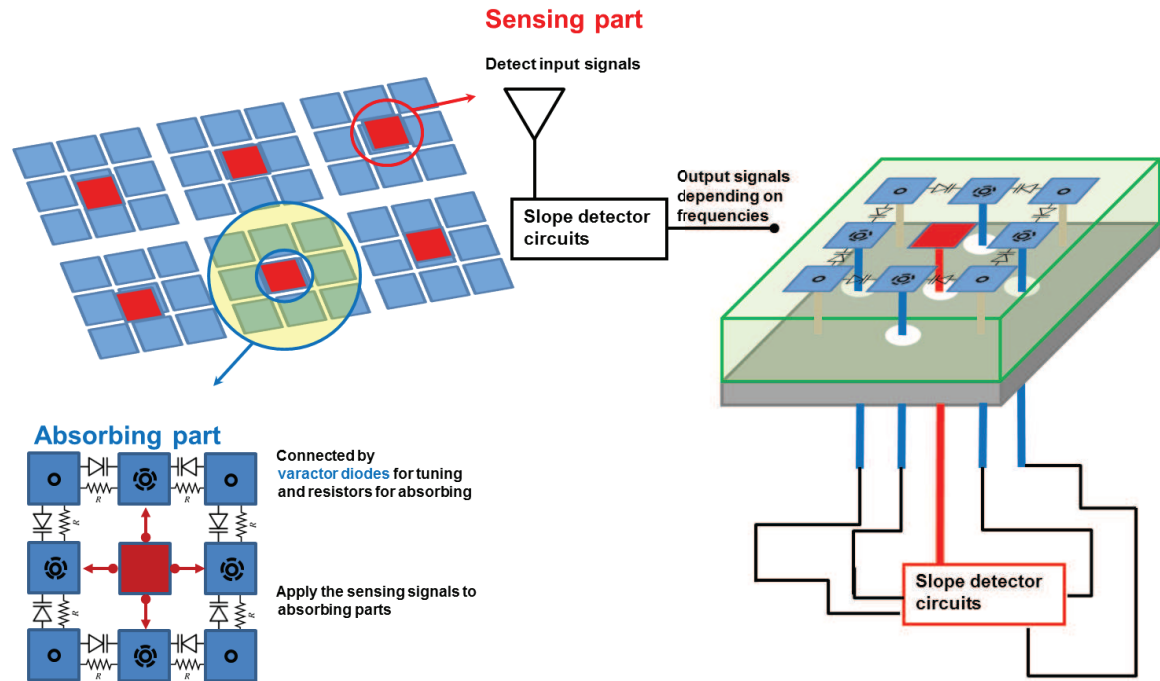 Sensing part
Detect input signals
Output signals
depending on
frequencies
Slope detector
circuits
Absorbing part
Connected by
varactor diodes for tuning
and resistors for absorbing
Apply the sensing signals to
absorbing parts
R
R
R
R
R
R
R
R
Slope detector
circuits